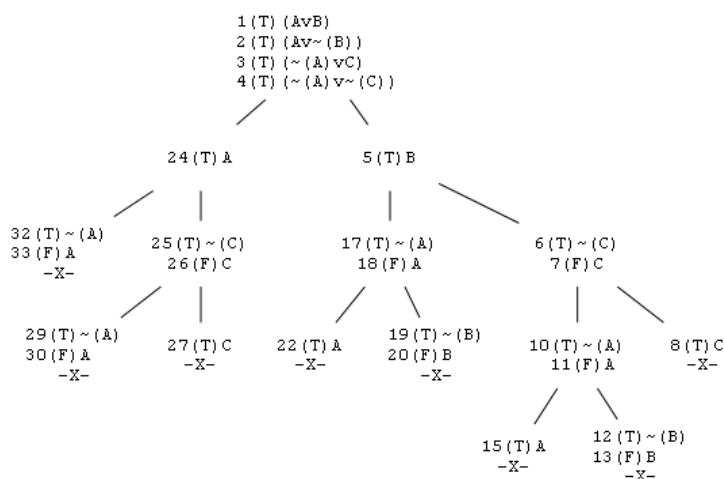 1(T)(AvB)
2(T)(Av~(B))
3(T)(~(A)vC)
4(T)(~(A)v~(C))
24(T)A
5(T)B
32(T)~(A)
33(F)A
-X-
25(T)~(C)
26(F)C
17(T)~(A)
18(F)A
6(T)~(C)
7(F)C
29(T)~(A)
30(F)A
-X-
27(T)C
-X-
22(T)A
-X-
19(T)~(B)
20(F)B
-X-
10(T)~(A)
11(F)A
8(T)C
-X-
15(T)A
-X-
12(T)~(B)
13(F)B
-X-